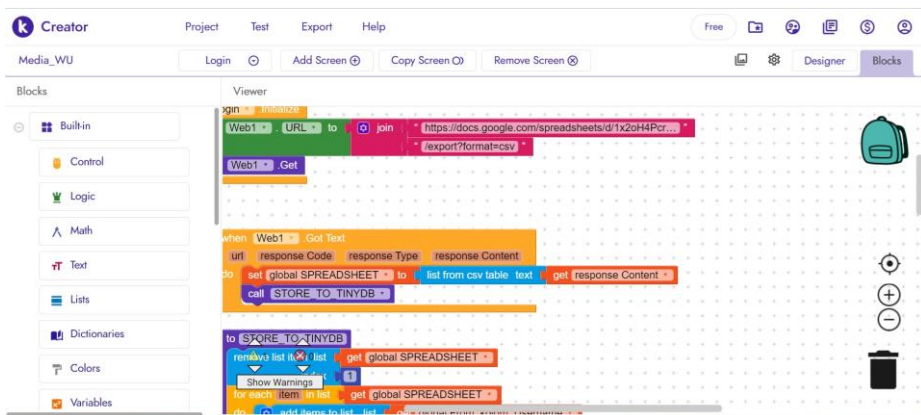 Creator Project Test Export Help Free
Media_WU Login Add Screen Copy Screen Remove Screen Designer Blocks
Blocks Viewer
Built-in
Control
Logic
Math
Text
Lists
Dictionaries
Colors
Variables
Initialize
Web1 . URL to join " https://docs.google.com/spreadsheets/d/1x2oH4Pcr... "
" /export?format=csv "
Web1 .Get
when Web1 .Got Text
url response Code response Type response Content
do set global SPREADSHEET to list from csv table text get response Content
call STORE_TO_TINYDB
to STORE_TO_TINYDB
remove list item list get global SPREADSHEET
1
Show Warnings
for each item in list get global SPREADSHEET
do add items to list list